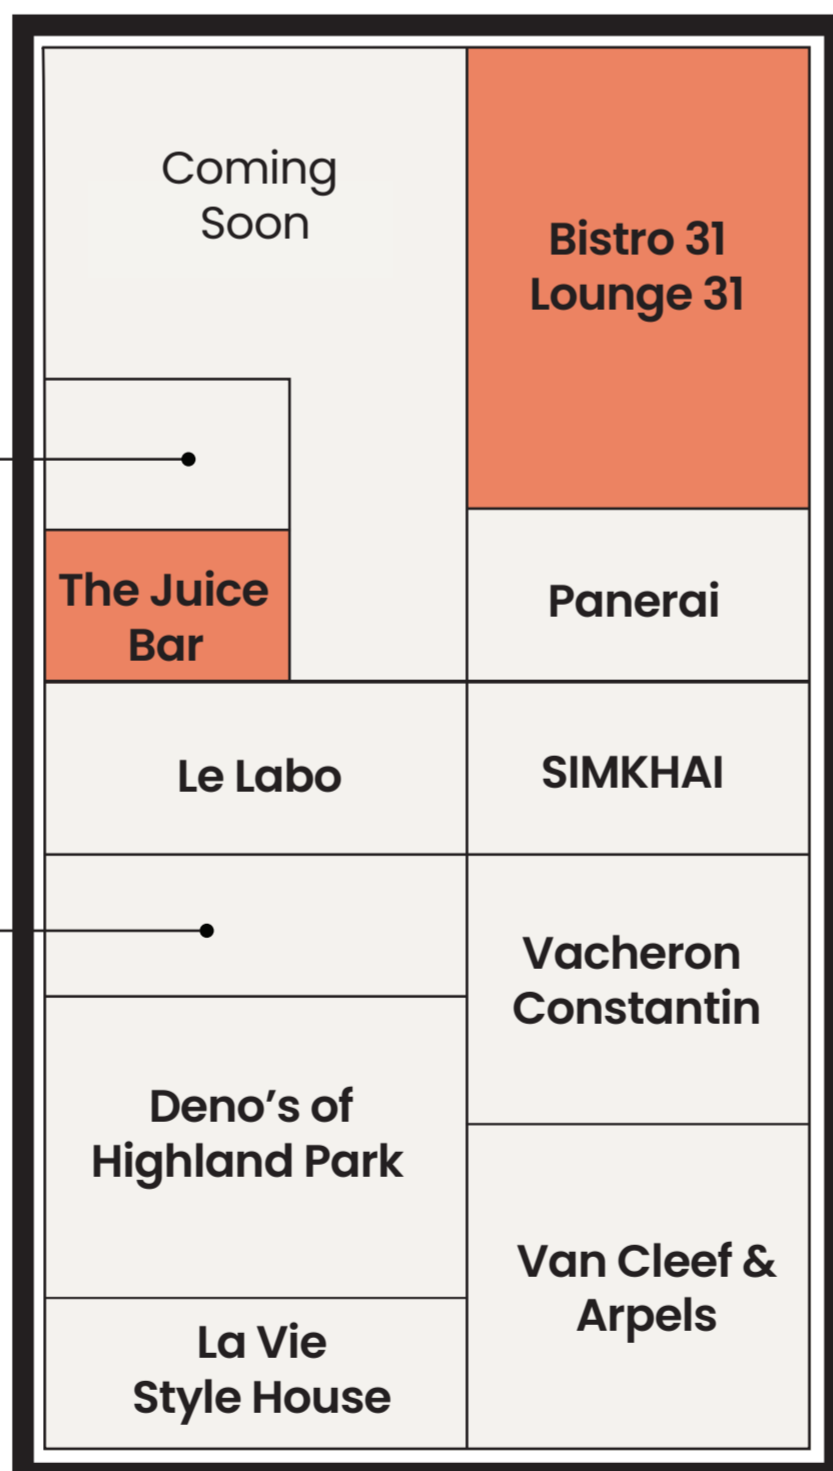 Coming
Soon
Bistro 31
Lounge 31
The Juice
Bar
Panerai
Le Labo
SIMKHAI
Vacheron
Constantin
Deno’s of
Highland Park
Van Cleef &
Arpels
La Vie
Style House